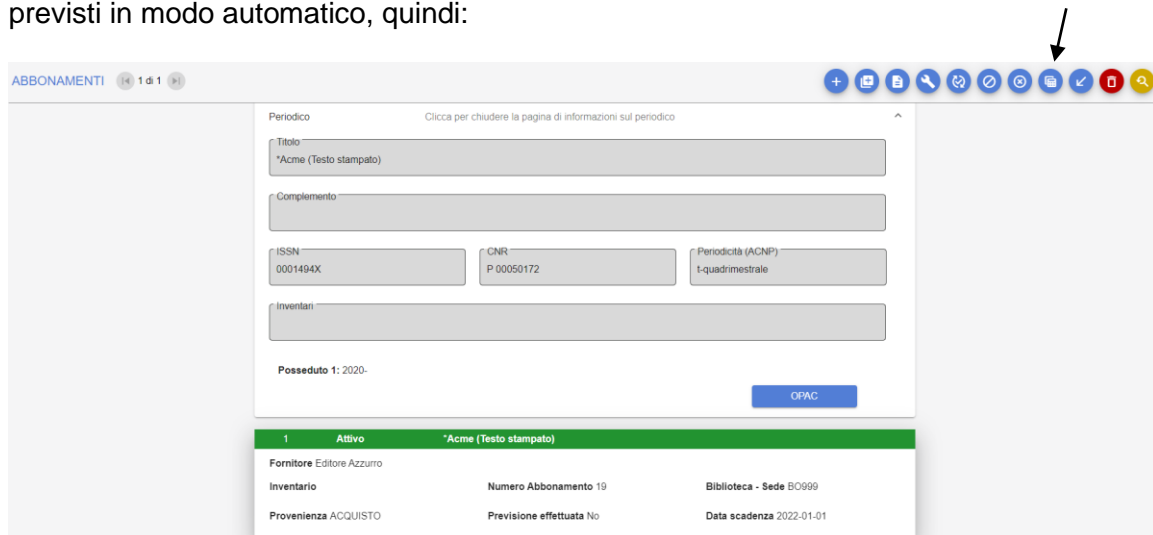 previsti in modo automatico, quindi:
ABBONAMENTI 1 di 1
Periodico Clicca per chiudere la pagina di informazioni sul periodico
Titolo
*Acme (Testo stampato)
Complemento
ISSN CNR Periodicità (ACNP)
0001494X P 00050172 t-quadrimestrale
Inventari
Posseduto 1: 2020-
OPAC
1 Attivo *Acme (Testo stampato)
Fornitore Editore Azzurro
Inventario Numero Abbonamento 19 Biblioteca - Sede BO999
Provenienza ACQUISTO Previsione effettuata No Data scadenza 2022-01-01